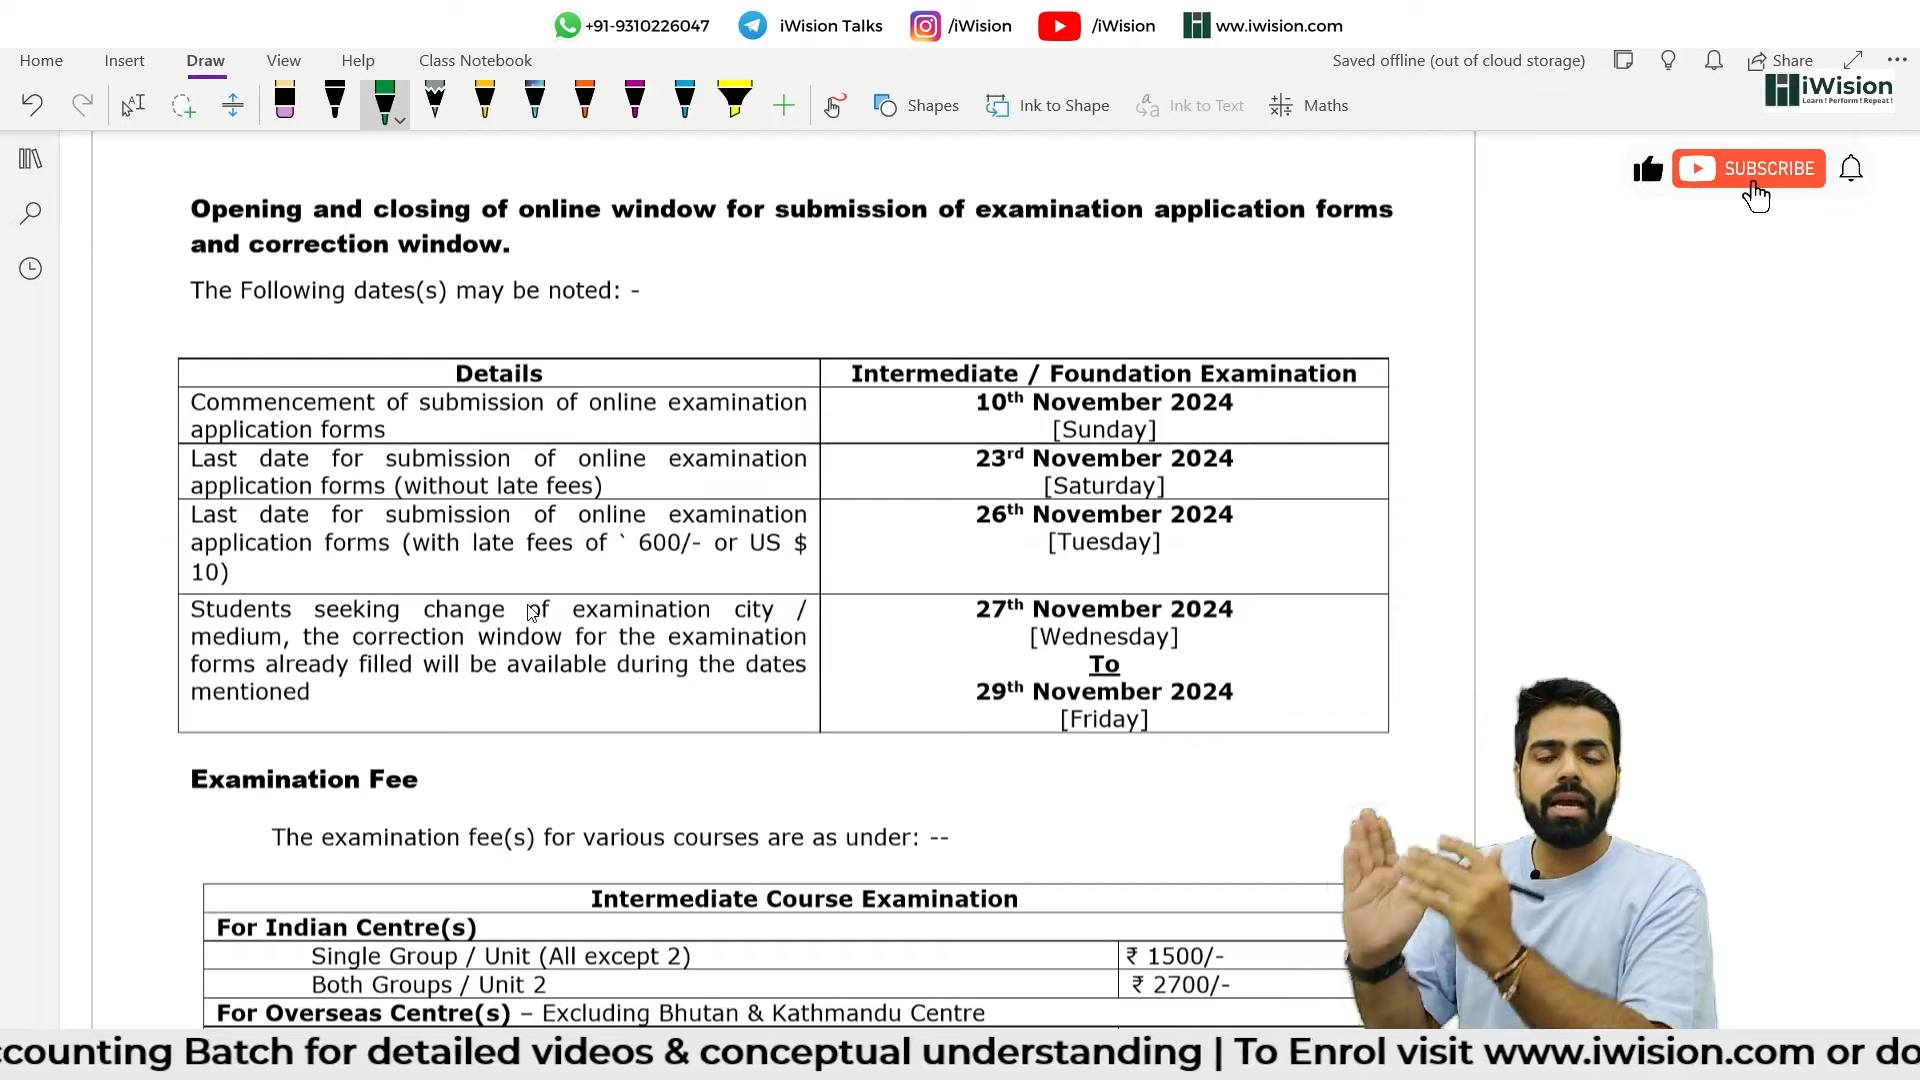 +91-9310226047 iWision Talks /iWision /iWision ww.iwision.com
Home Insert Draw View Help Class Notebook Saved offline (out of cloud storage) Share
Shapes Ink to Shape Ink to Text Maths
iWision
Learn ! Perform ! Repeat !
SUBSCRIBE
Opening and closing of online window for submission of examination application forms
and correction window.
The Following dates(s) may be noted: -
Details Intermediate / Foundation Examination
Commencement of submission of online examination
application forms
10th November 2024
[Sunday]
Last date for submission of online examination
application forms (without late fees)
23rd November 2024
[Saturday]
Last date for submission of online examination
application forms (with late fees of ` 600/- or US $
10)
26th November 2024
[Tuesday]
Students seeking change of examination city /
medium, the correction window for the examination
forms already filled will be available during the dates
mentioned
27th November 2024
[Wednesday]
To
29th November 2024
[Friday]
Examination Fee
The examination fee(s) for various courses are as under: --
Intermediate Course Examination
For Indian Centre(s)
Single Group / Unit (All except 2) ₹ 1500/-
Both Groups / Unit 2 ₹ 2700/-
For Overseas Centre(s) – Excluding Bhutan & Kathmandu Centre
ccounting Batch for detailed videos & conceptual understanding | To Enrol visit www.iwision.com or do